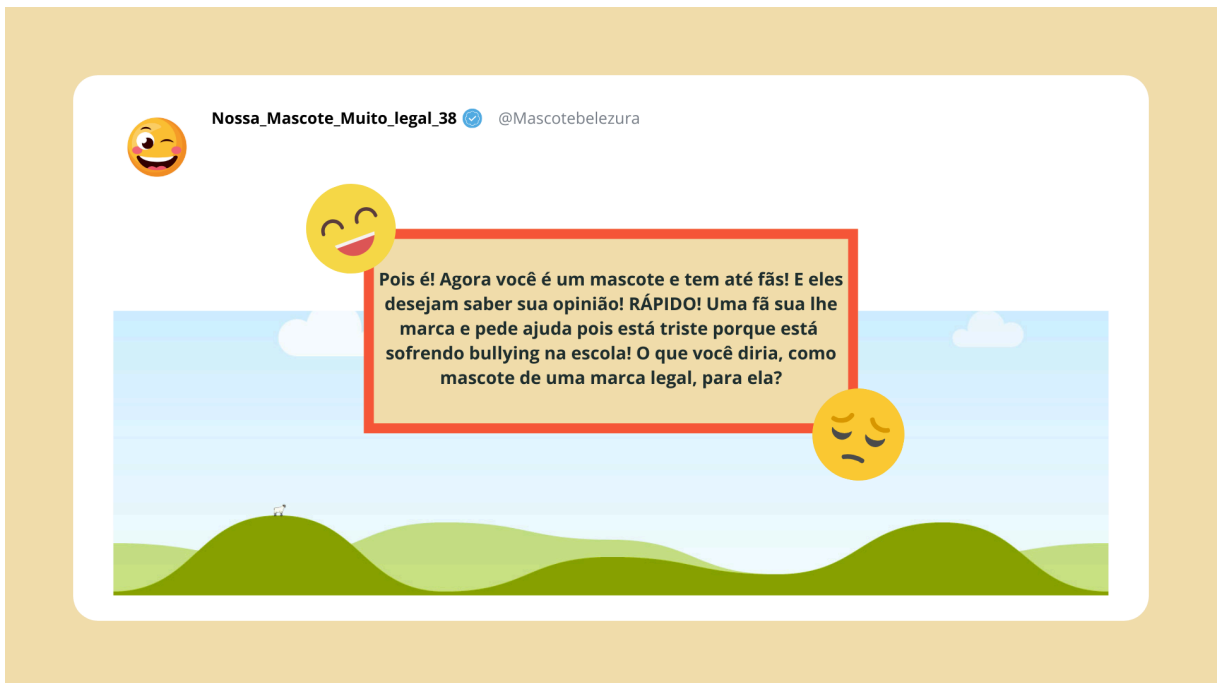 Nossa_Mascote_Muito_legal_38 @Mascotebelezura
Pois é! Agora você é um mascote e tem até fãs! E eles
desejam saber sua opinião! RÁPIDO! Uma fã sua lhe
marca e pede ajuda pois está triste porque está
sofrendo bullying na escola! O que você diria, como
mascote de uma marca legal, para ela?